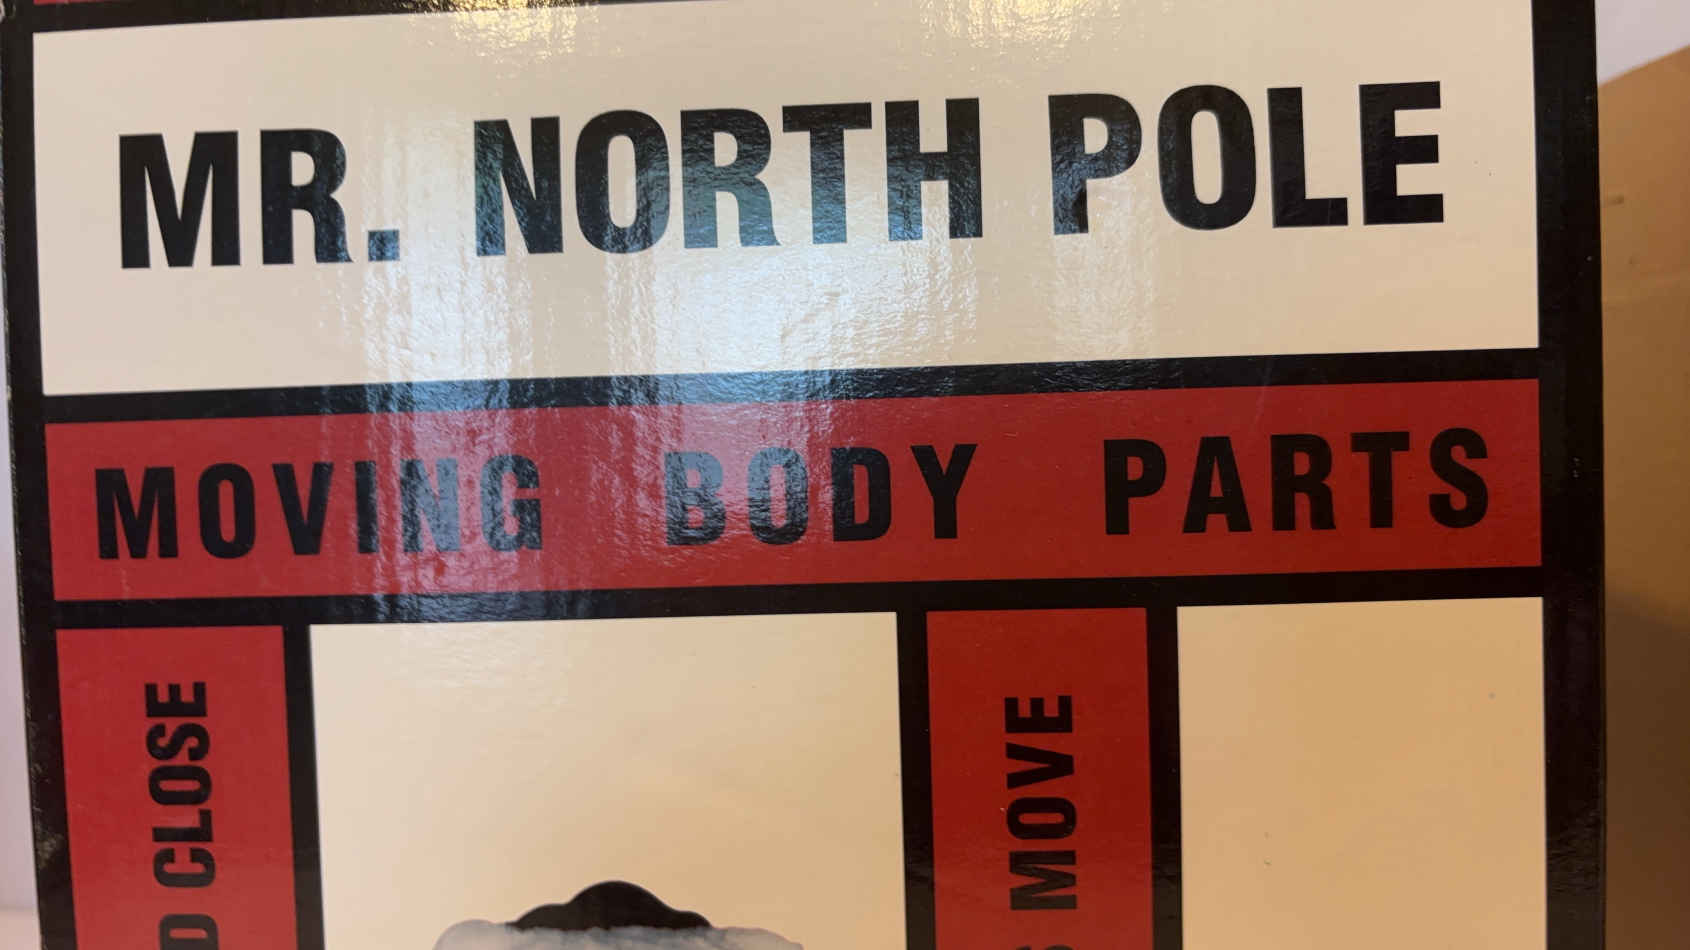 MR. NORTH POLE
MOVING BODY PARTS
CLOSE
MOVE